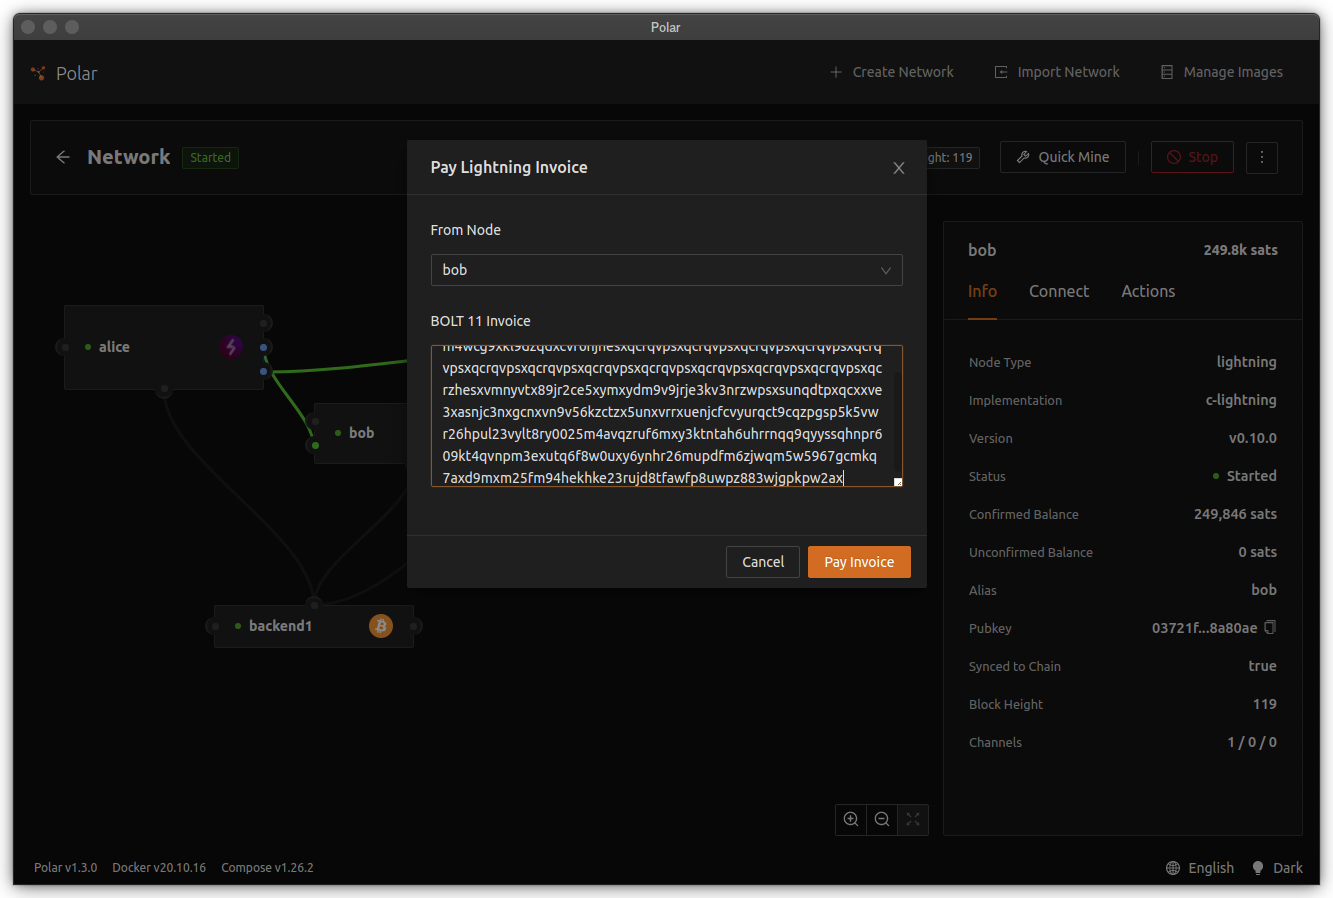 Polar
Polar
Create Network
Import Network
Manage Images
Network
Started
ght: 119
Quick Mine
Stop
Pay Lightning Invoice
From Node
bob
BOLT 11 Invoice
vpsxqcrqvpsxqcrqvpsxqcrqvpsxqcrqvpsxqcrqvpsxqcrqvpsxqcrqvpsxqc
rzhesxvmnyvtx89jr2ce5xymxydm9v9jrje3kv3nrzwpsxsunqdtpxqcxxve
3xasnjc3nxgcnxvn9v56kzctzx5unxvrrxuenjcfcvyurqct9cqzpgsp5k5vw
r26hpul23vylt8ry0025m4avqzruf6mxy3ktntah6uhrrnqq9qyyssqhnpr6
09kt4qvnpm3exutq6f8w0uxy6ynhr26mupdfm6zjwqm5w5967gcmkq
7axd9mxm25fm94hekhke23rujd8tfawfp8uwpz883wjgpkpw2ax
Cancel
Pay Invoice
alice
bob
backend1
bob
249.8k sats
Info
Connect
Actions
Node Type
lightning
Implementation
c-lightning
Version
v0.10.0
Status
Started
Confirmed Balance
249,846 sats
Unconfirmed Balance
0 sats
Alias
bob
Pubkey
03721f...8a80ae
Synced to Chain
true
Block Height
119
Channels
1 / 0 / 0
Polar v1.3.0
Docker v20.10.16
Compose v1.26.2
English
Dark